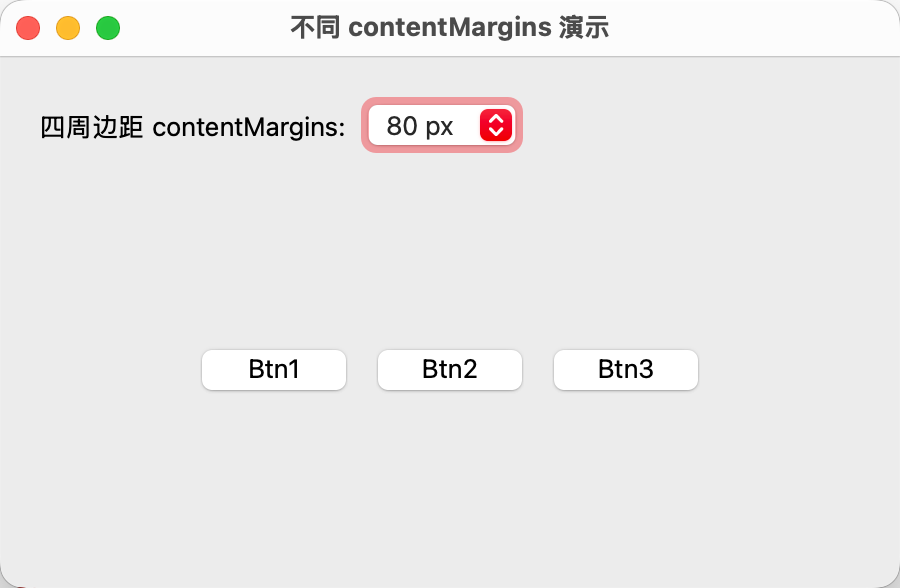 不同 contentMargins 演示
四周边距 contentMargins: 80 px
Btn1 Btn2 Btn3